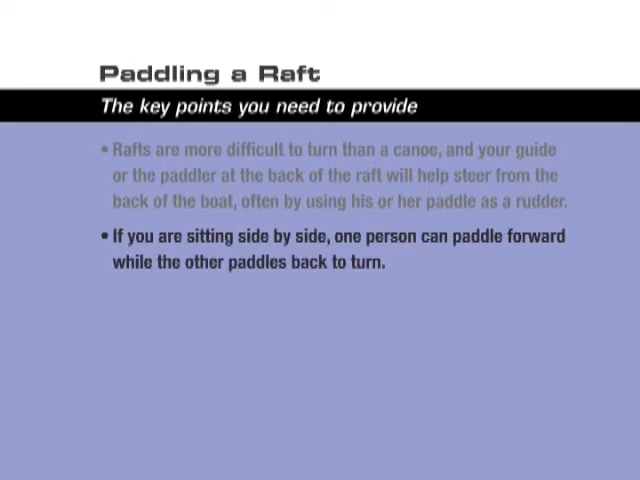 Paddling a Raft
The key points you need to provide
• Rafts are more difficult to turn than a canoe, and your guide
or the paddler at the back of the raft will help steer from the
back of the boat, often by using his or her paddle as a rudder.
• If you are sitting side by side, one person can paddle forward
while the other paddles back to turn.